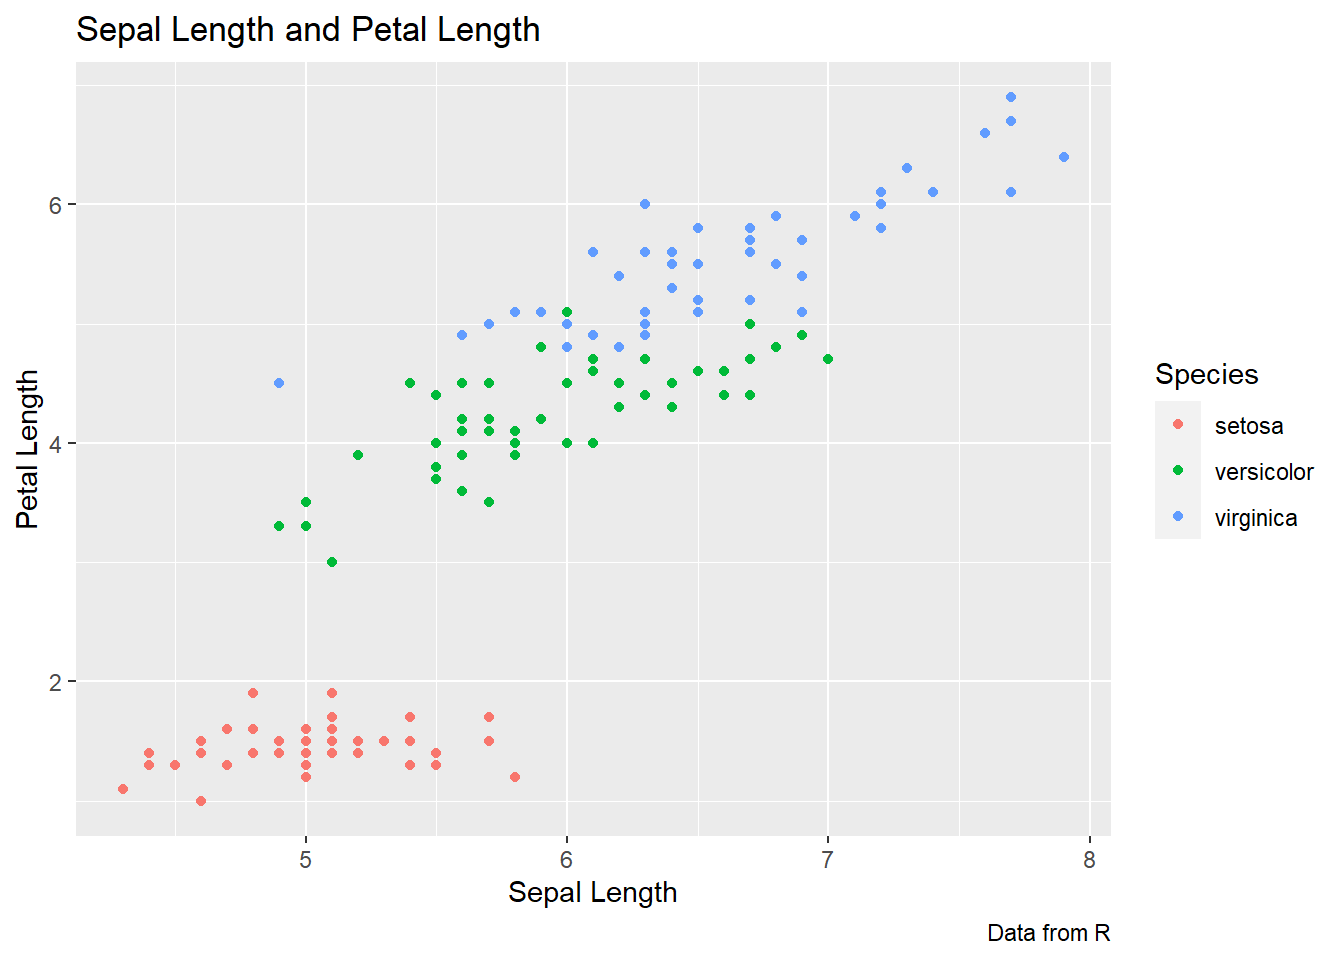 Sepal Length and Petal Length
6
4
2
Petal Length
5 6 7 8
Sepal Length
Species
setosa
versicolor
virginica
Data from R